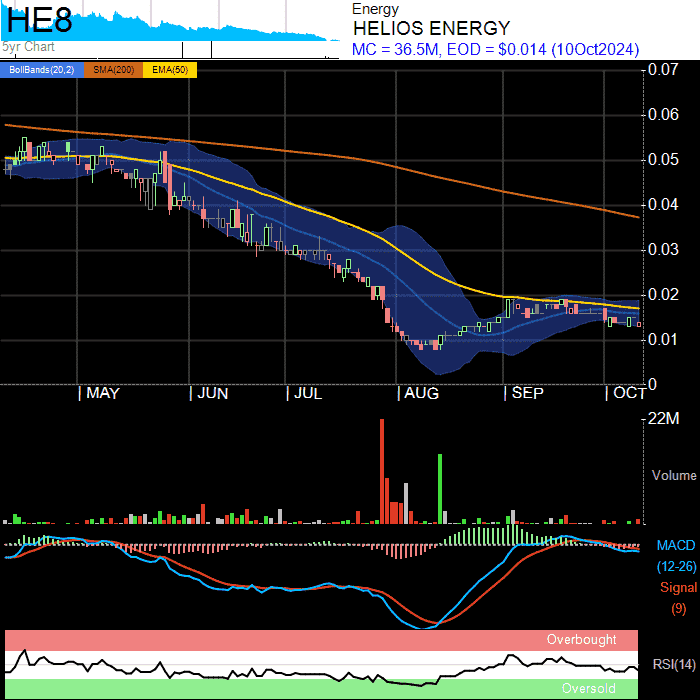 HE8
5yr Chart
Energy
HELIOS ENERGY
MC = 36.5M, EOD = $0.014 (10Oct2024)
BollBands(20,2) SMA(200) EMA(50)
0.07
0.06
0.05
0.04
0.03
0.02
0.01
0
MAY JUN JUL AUG SEP OCT
22M
Volume
MACD
(12-26)
Signal
(9)
Overbought
RSI(14)
Oversold